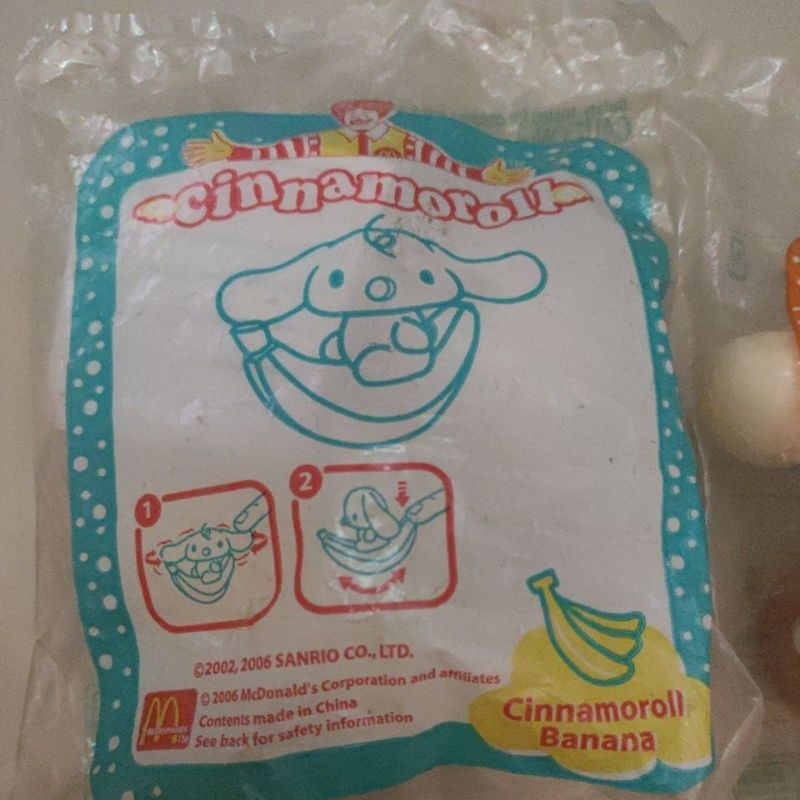 cinnamoroll
1
2
©2002, 2006 SANRIO CO., LTD.
© 2006 McDonald's Corporation and affiliates
Contents made in China
See back for safety information
McDONALD'S
Cinnamoroll
Banana